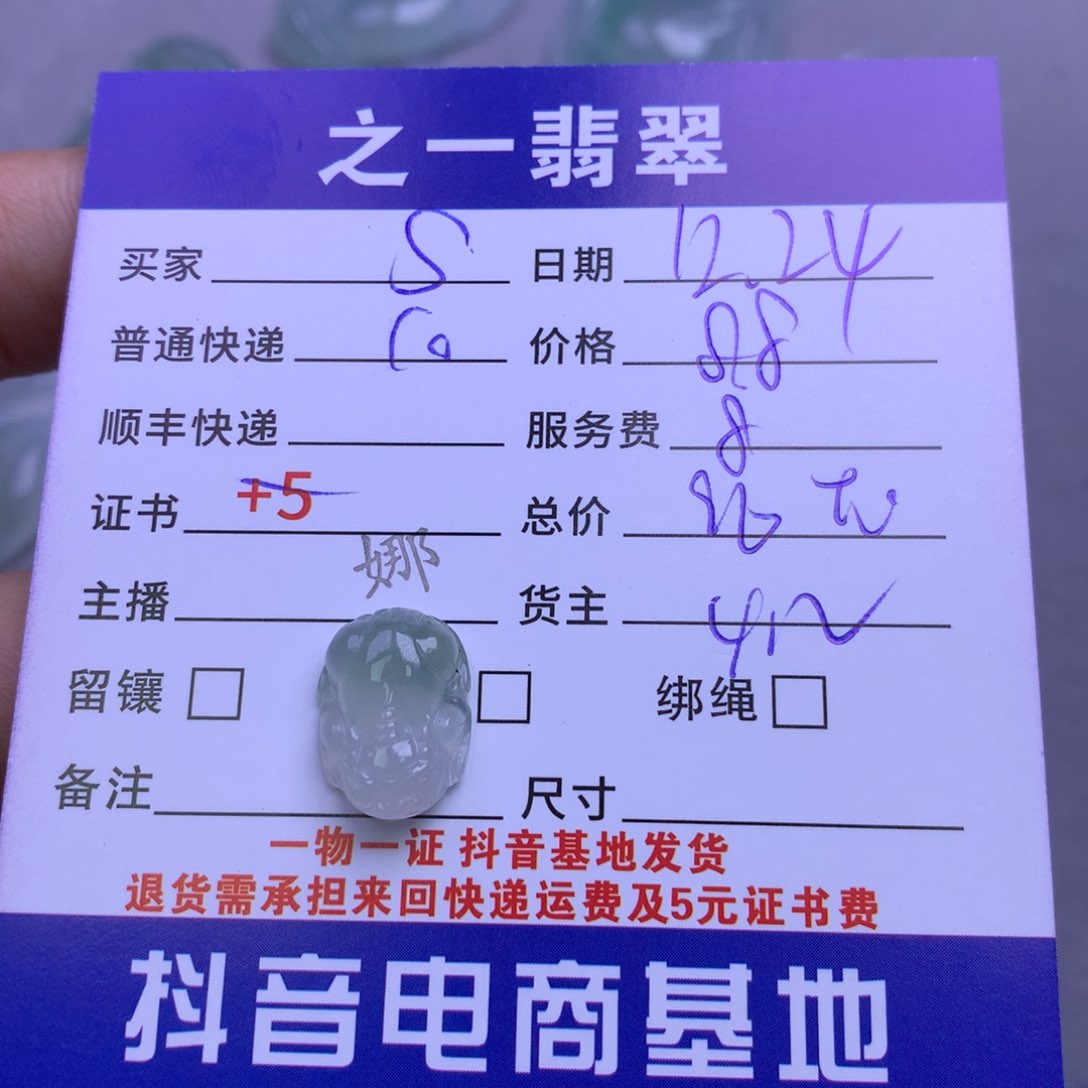 之一翡翠
买家 S 日期 12.24
普通快递 10 价格 88
顺丰快递 服务费 8
证书 +5 总价 元
主播 娜 货主
留镶 □ □ 绑绳 □
备注 尺寸
一物一证 抖音基地发货
退货需承担来回快递运费及5元证书费
抖音电商基地